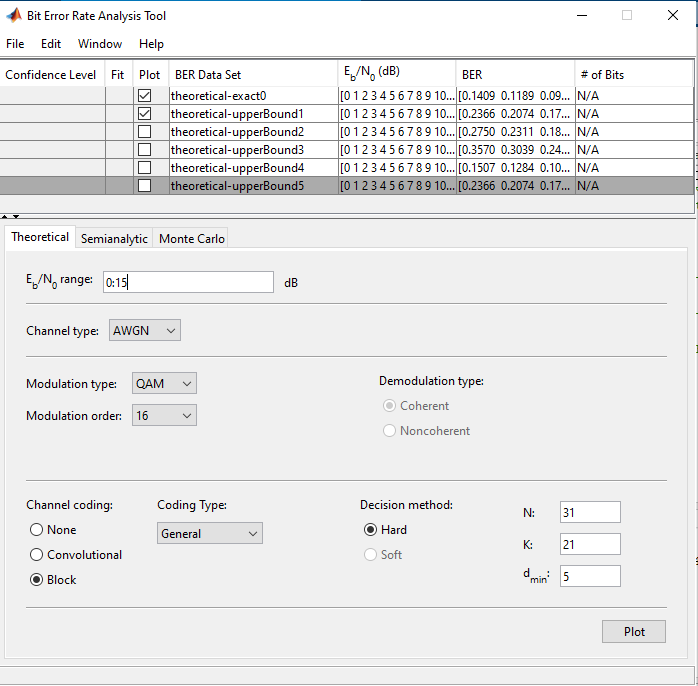 Bit Error Rate Analysis Tool
File Edit Window Help
Confidence Level Fit Plot BER Data Set Eb/N0 (dB) BER # of Bits
theoretical-exact0 [0 1 2 3 4 5 6 7 8 9 10... [0.1409 0.1189 0.09... N/A
theoretical-upperBound1 [0 1 2 3 4 5 6 7 8 9 10... [0.2366 0.2074 0.17... N/A
theoretical-upperBound2 [0 1 2 3 4 5 6 7 8 9 10... [0.2750 0.2311 0.18... N/A
theoretical-upperBound3 [0 1 2 3 4 5 6 7 8 9 10... [0.3570 0.3039 0.24... N/A
theoretical-upperBound4 [0 1 2 3 4 5 6 7 8 9 10... [0.1507 0.1284 0.10... N/A
theoretical-upperBound5 [0 1 2 3 4 5 6 7 8 9 10... [0.2366 0.2074 0.17... N/A
Theoretical Semianalytic Monte Carlo
Eb/N0 range: 0:15 dB
Channel type: AWGN
Modulation type: QAM Demodulation type:
Modulation order: 16 Coherent
Noncoherent
Channel coding: Coding Type: Decision method: N: 31
None General Hard K: 21
Convolutional Soft dmin: 5
Block
Plot